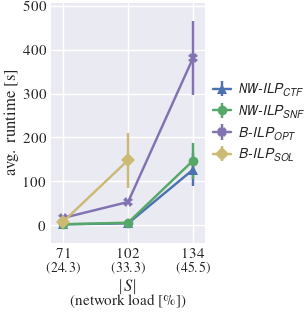 500
400
300
200
100
0
avg. runtime [s]
71 102 134
(24.3) (33.3) (45.5)
|S|
(network load [%])
NW-ILP_CTF
NW-ILP_SNF
B-ILP_OPT
B-ILP_SOL